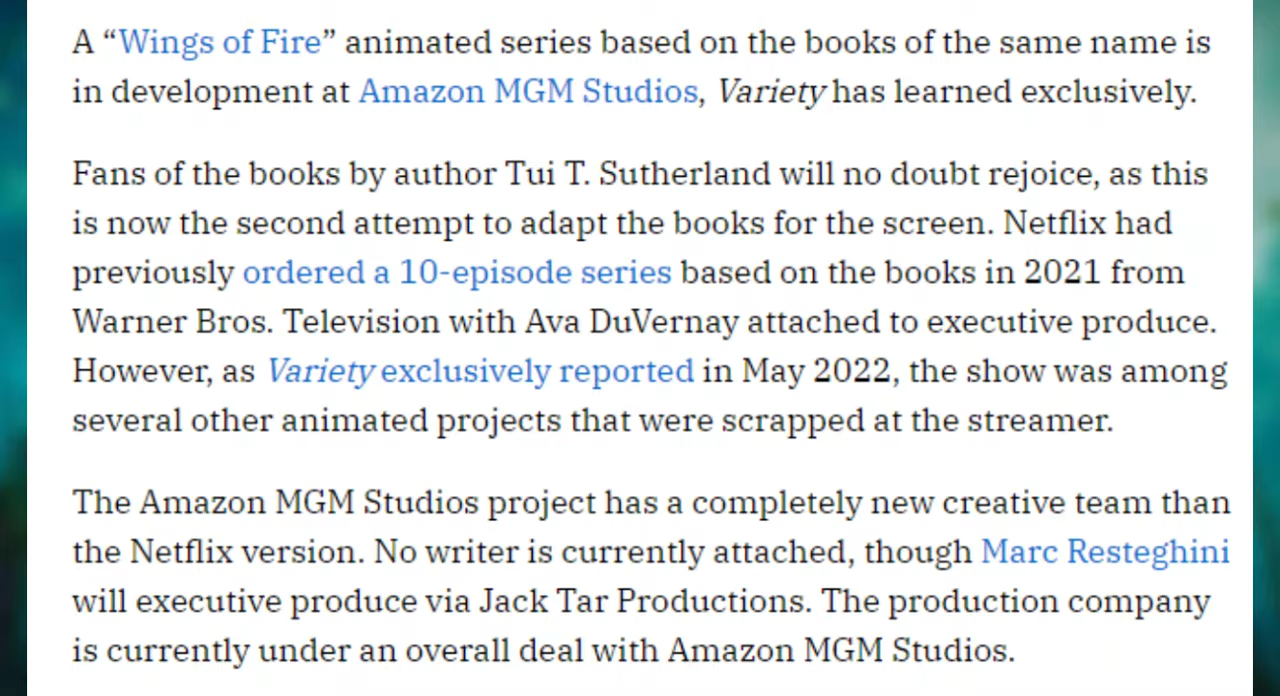 A “Wings of Fire” animated series based on the books of the same name is
in development at Amazon MGM Studios, Variety has learned exclusively.
Fans of the books by author Tui T. Sutherland will no doubt rejoice, as this
is now the second attempt to adapt the books for the screen. Netflix had
previously ordered a 10-episode series based on the books in 2021 from
Warner Bros. Television with Ava DuVernay attached to executive produce.
However, as Variety exclusively reported in May 2022, the show was among
several other animated projects that were scrapped at the streamer.
The Amazon MGM Studios project has a completely new creative team than
the Netflix version. No writer is currently attached, though Marc Resteghini
will executive produce via Jack Tar Productions. The production company
is currently under an overall deal with Amazon MGM Studios.